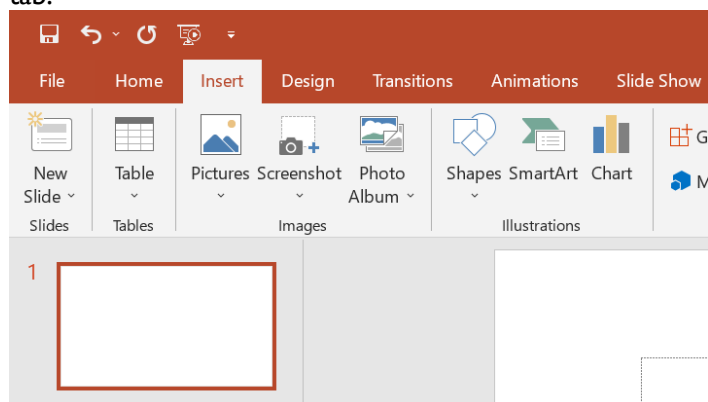 tab.
File Home Insert Design Transitions Animations Slide Show
New Slide
Table
Pictures
Screenshot
Photo Album
Shapes
SmartArt
Chart
G
M
Slides Tables Images Illustrations
1